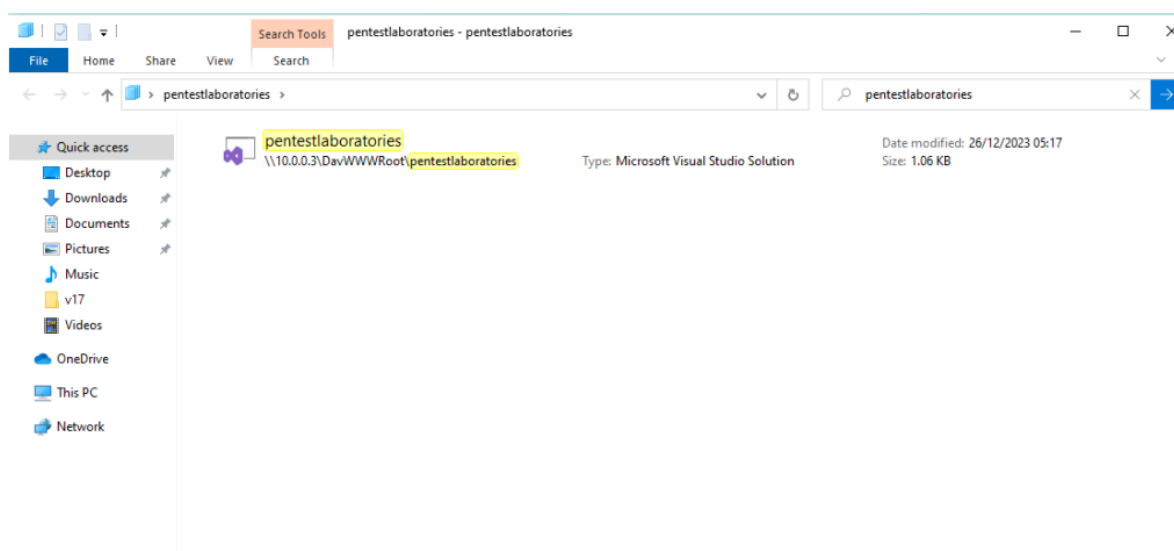 Search Tools
pentestlaboratories - pentestlaboratories
File
Home
Share
View
Search
pentestlaboratories
pentestlaboratories
Quick access
Desktop
Downloads
Documents
Pictures
Music
v17
Videos
OneDrive
This PC
Network
pentestlaboratories
\\10.0.0.3\DavWWWRoot\pentestlaboratories
Type: Microsoft Visual Studio Solution
Date modified: 26/12/2023 05:17
Size: 1.06 KB